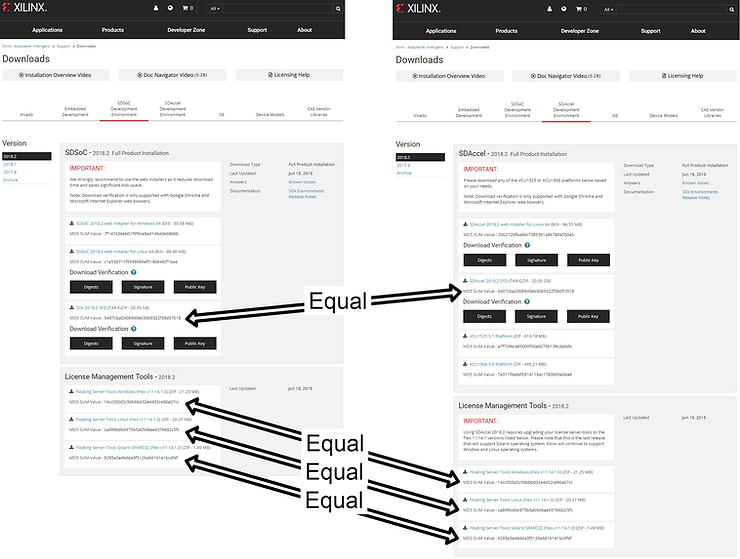 XILINX.
0
All
Applications
Products
Developer Zone
Support
About
Xilinx - Adaptable. Intelligent. > Support > Downloads
Downloads
Installation Overview Video
Doc Navigator Video (5:28)
Licensing Help
Vivado
Embedded
Development
SDSoC
Development
Environment
SDAccel
Development
Environment
ISE
Device Models
CAE Vendor
Libraries
Version
2018.2
2018.1
2017.4
Archive
SDSoC - 2018.2 Full Product Installation
IMPORTANT:
We strongly recommend to use the web installers as it reduces download
time and saves significant disk space.
Note: Download verification is only supported with Google Chrome and
Microsoft Internet Explorer web browsers.
Download Type
Full Product Installation
Last Updated
Jun 18, 2018
Answers
Known Issues
Documentation
SDx Environments
Release Notes
SDSoC 2018.2 web installer for Windows 64 (EXE - 50.58 MB)
MD5 SUM Value :
SDSoC 2018.2 web installer for Linux 64 (BIN - 99.48 MB)
MD5 SUM Value :
Download Verification
Digests
Signature
Public Key
SDx 2018.2 SFD (TAR/GZIP - 20.35 GB)
MD5 SUM Value :
Download Verification
Digests
Signature
Public Key
License Management Tools - 2018.2
Last Updated
Jun 18, 2018
Floating Server Tools Windows (Flex v11.14.1.0) (ZIP - 21.25 MB)
MD5 SUM Value :
Floating Server Tools Linux (Flex v11.14.1.0) (ZIP - 20.37 MB)
MD5 SUM Value :
Floating Server Tools Solaris SPARC32 (Flex v11.14.1.0) (ZIP - 1.49 MB)
MD5 SUM Value :
Equal
Equal
Equal
Equal
XILINX.
0
All
Applications
Products
Developer Zone
Support
About
Xilinx - Adaptable. Intelligent. > Support > Downloads
Downloads
Installation Overview Video
Doc Navigator Video (5:28)
Licensing Help
Vivado
Embedded
Development
SDSoC
Development
Environment
SDAccel
Development
Environment
ISE
Device Models
CAE Vendor
Libraries
Version
2018.2
2017.4
Archive
SDAccel - 2018.2 Full Product Installation
IMPORTANT:
Please download any of the VCU1525 or KCU1500 platforms below based
on your needs.
Note: Download verification is only supported with Google Chrome and
Microsoft Internet Explorer web browsers.
Download Type
Full Product Installation
Last Updated
Jun 18, 2018
Answers
Known Issues
Documentation
SDx Environments
Release Notes
SDAccel 2018.2 web installer for Linux 64 (BIN - 96.55 MB)
MD5 SUM Value :
Download Verification
Digests
Signature
Public Key
SDAccel 2018.2 SFD (TAR/GZIP - 20.35 GB)
MD5 SUM Value :
Download Verification
Digests
Signature
Public Key
VCU1525 5.1 Platform (ZIP - 610.18 MB)
MD5 SUM Value :
KCU1500 5.0 Platform (ZIP - 495.21 MB)
MD5 SUM Value :
License Management Tools - 2018.2
IMPORTANT:
Using SDAccel 2018.2 requires upgrading your license server tools to the
Flex 11.14.1 versions listed below. Please note that this is the last release
that will support Solaris operating systems. Xilinx will continue to support
Windows and Linux operating systems.
Last Updated
Jun 18, 2018
Floating Server Tools Windows (Flex v11.14.1.0) (ZIP - 21.25 MB)
MD5 SUM Value :
Floating Server Tools Linux (Flex v11.14.1.0) (ZIP - 20.37 MB)
MD5 SUM Value :
Floating Server Tools Solaris SPARC32 (Flex v11.14.1.0) (ZIP - 1.49 MB)
MD5 SUM Value :